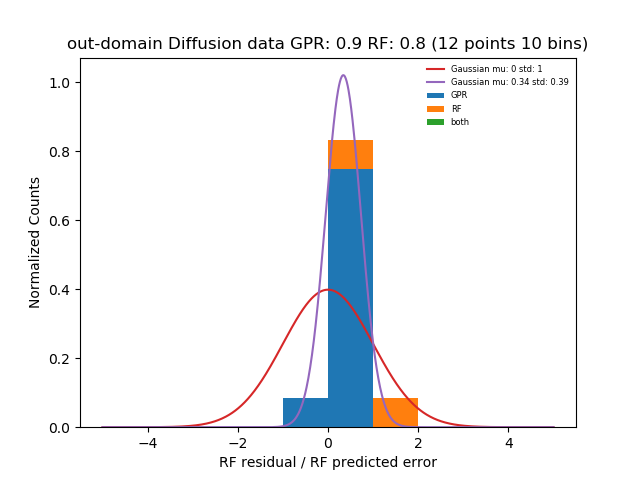 out-domain Diffusion data GPR: 0.9 RF: 0.8 (12 points 10 bins)
Gaussian mu: 0 std: 1
Gaussian mu: 0.34 std: 0.39
GPR
RF
both
Normalized Counts
1.0
0.8
0.6
0.4
0.2
0.0
−4
−2
0
2
4
RF residual / RF predicted error